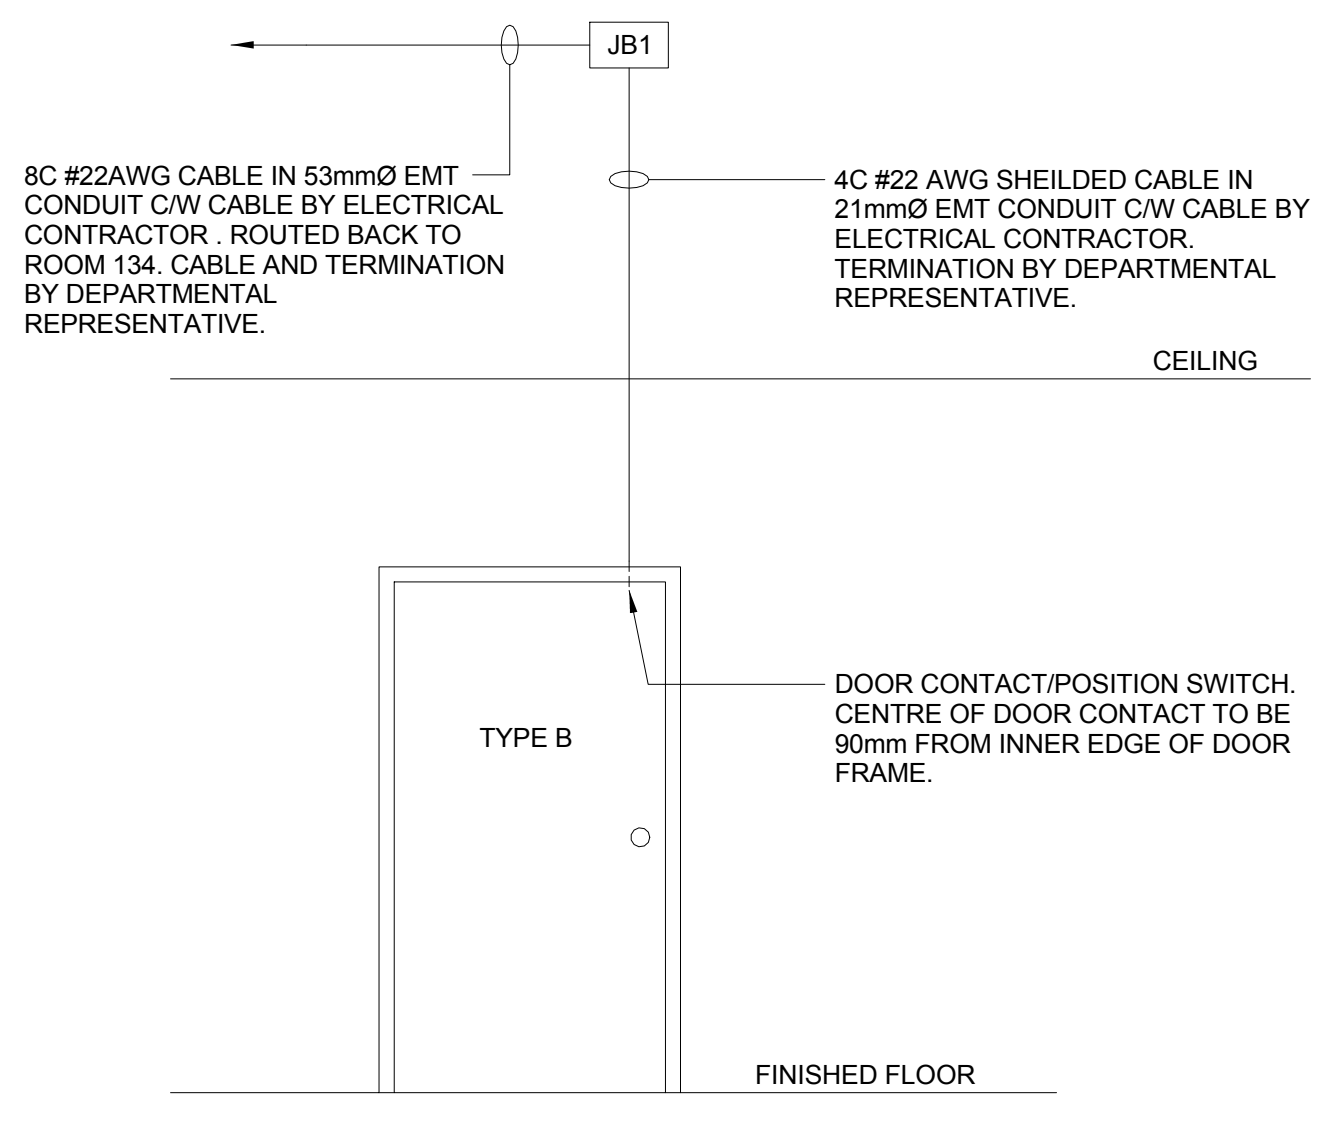 JB1
8C #22AWG CABLE IN 53mmØ EMT
CONDUIT C/W CABLE BY ELECTRICAL
CONTRACTOR . ROUTED BACK TO
ROOM 134. CABLE AND TERMINATION
BY DEPARTMENTAL
REPRESENTATIVE.
4C #22 AWG SHEILDED CABLE IN
21mmØ EMT CONDUIT C/W CABLE BY
ELECTRICAL CONTRACTOR.
TERMINATION BY DEPARTMENTAL
REPRESENTATIVE.
CEILING
DOOR CONTACT/POSITION SWITCH.
CENTRE OF DOOR CONTACT TO BE
90mm FROM INNER EDGE OF DOOR
FRAME.
TYPE B
FINISHED FLOOR